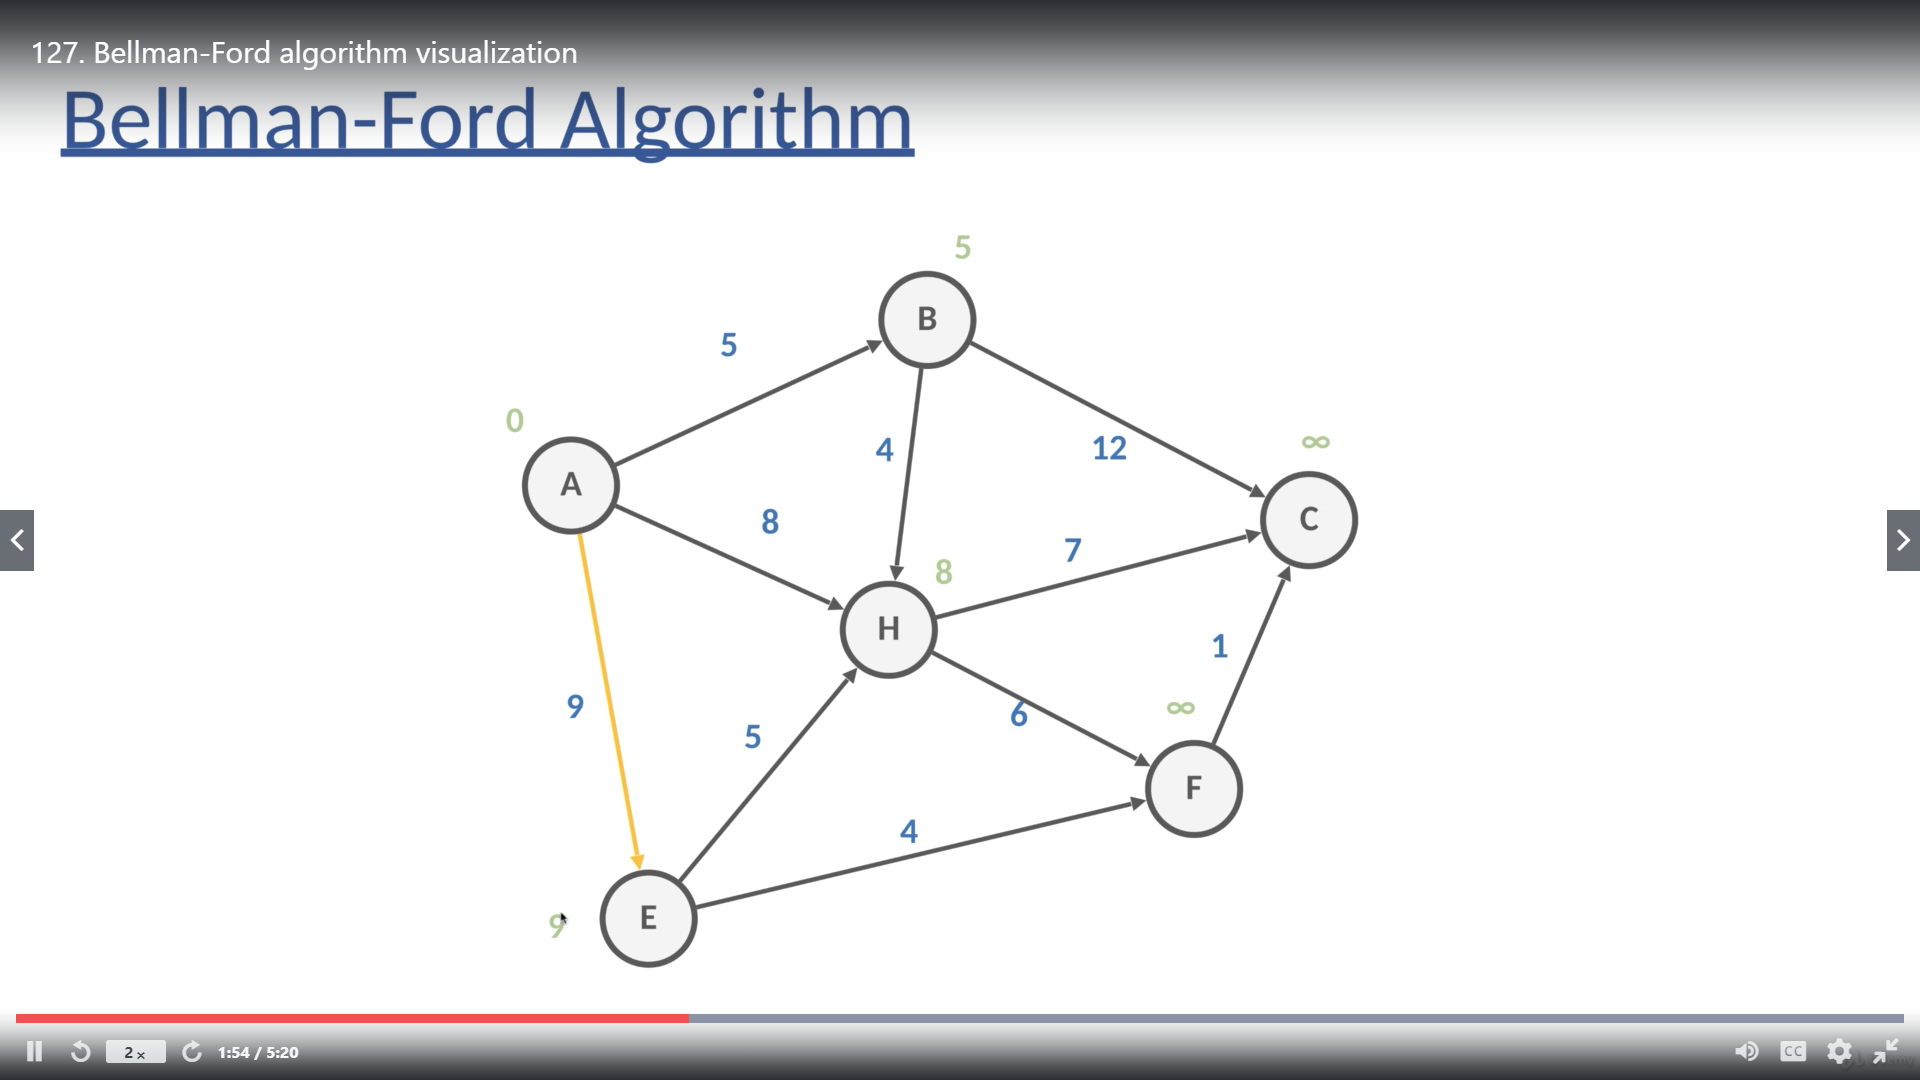 127. Bellman-Ford algorithm visualization
Bellman-Ford Algorithm
5
B
5
0
4
12
∞
A
C
8
7
8
H
1
9
5
6
∞
F
4
9
E
2 x
1:54 / 5:20
CC